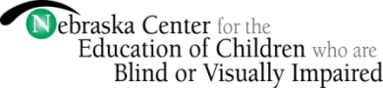 Nebraska Center for the
Education of Children who are
Blind or Visually Impaired